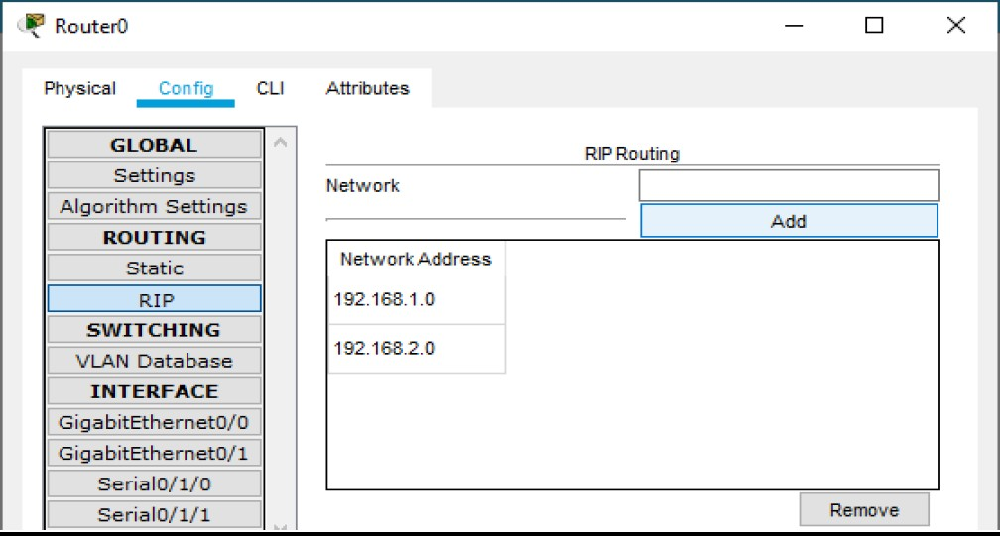 Router0
Physical Config CLI Attributes
GLOBAL
Settings
Algorithm Settings
ROUTING
Static
RIP
SWITCHING
VLAN Database
INTERFACE
GigabitEthernet0/0
GigabitEthernet0/1
Serial0/1/0
Serial0/1/1
RIP Routing
Network
Add
Network Address
192.168.1.0
192.168.2.0
Remove